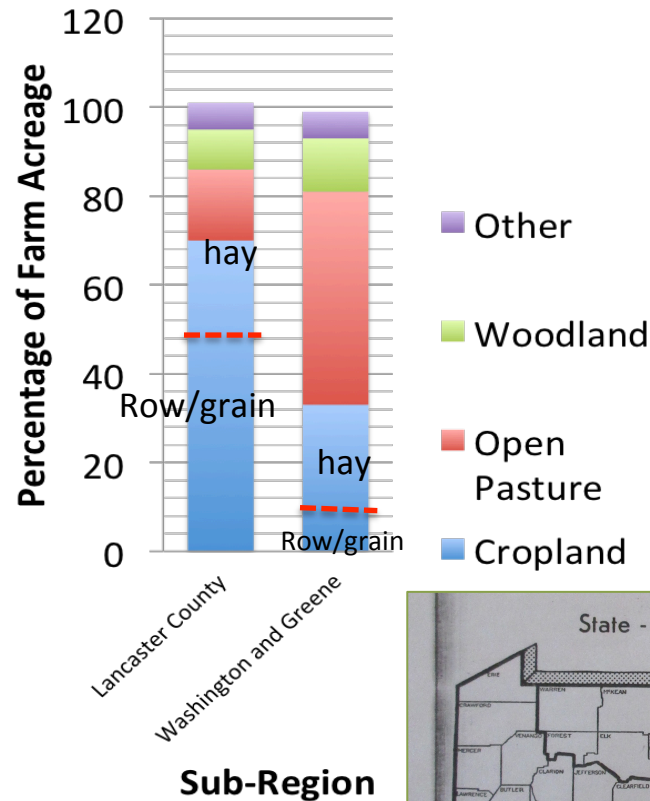 Percentage of Farm Acreage
120
100
80
60
40
20
0
hay
Row/grain
hay
Row/grain
Lancaster County
Washington and Greene
Sub-Region
Other
Woodland
Open
Pasture
Cropland
State -
ERIE
CRAWFORD
WARREN
MCKEAN
MERCER
VENANGO
FOREST
ELK
CLARION
JEFFERSON
CLEARFIELD
LAWRENCE
BUTLER